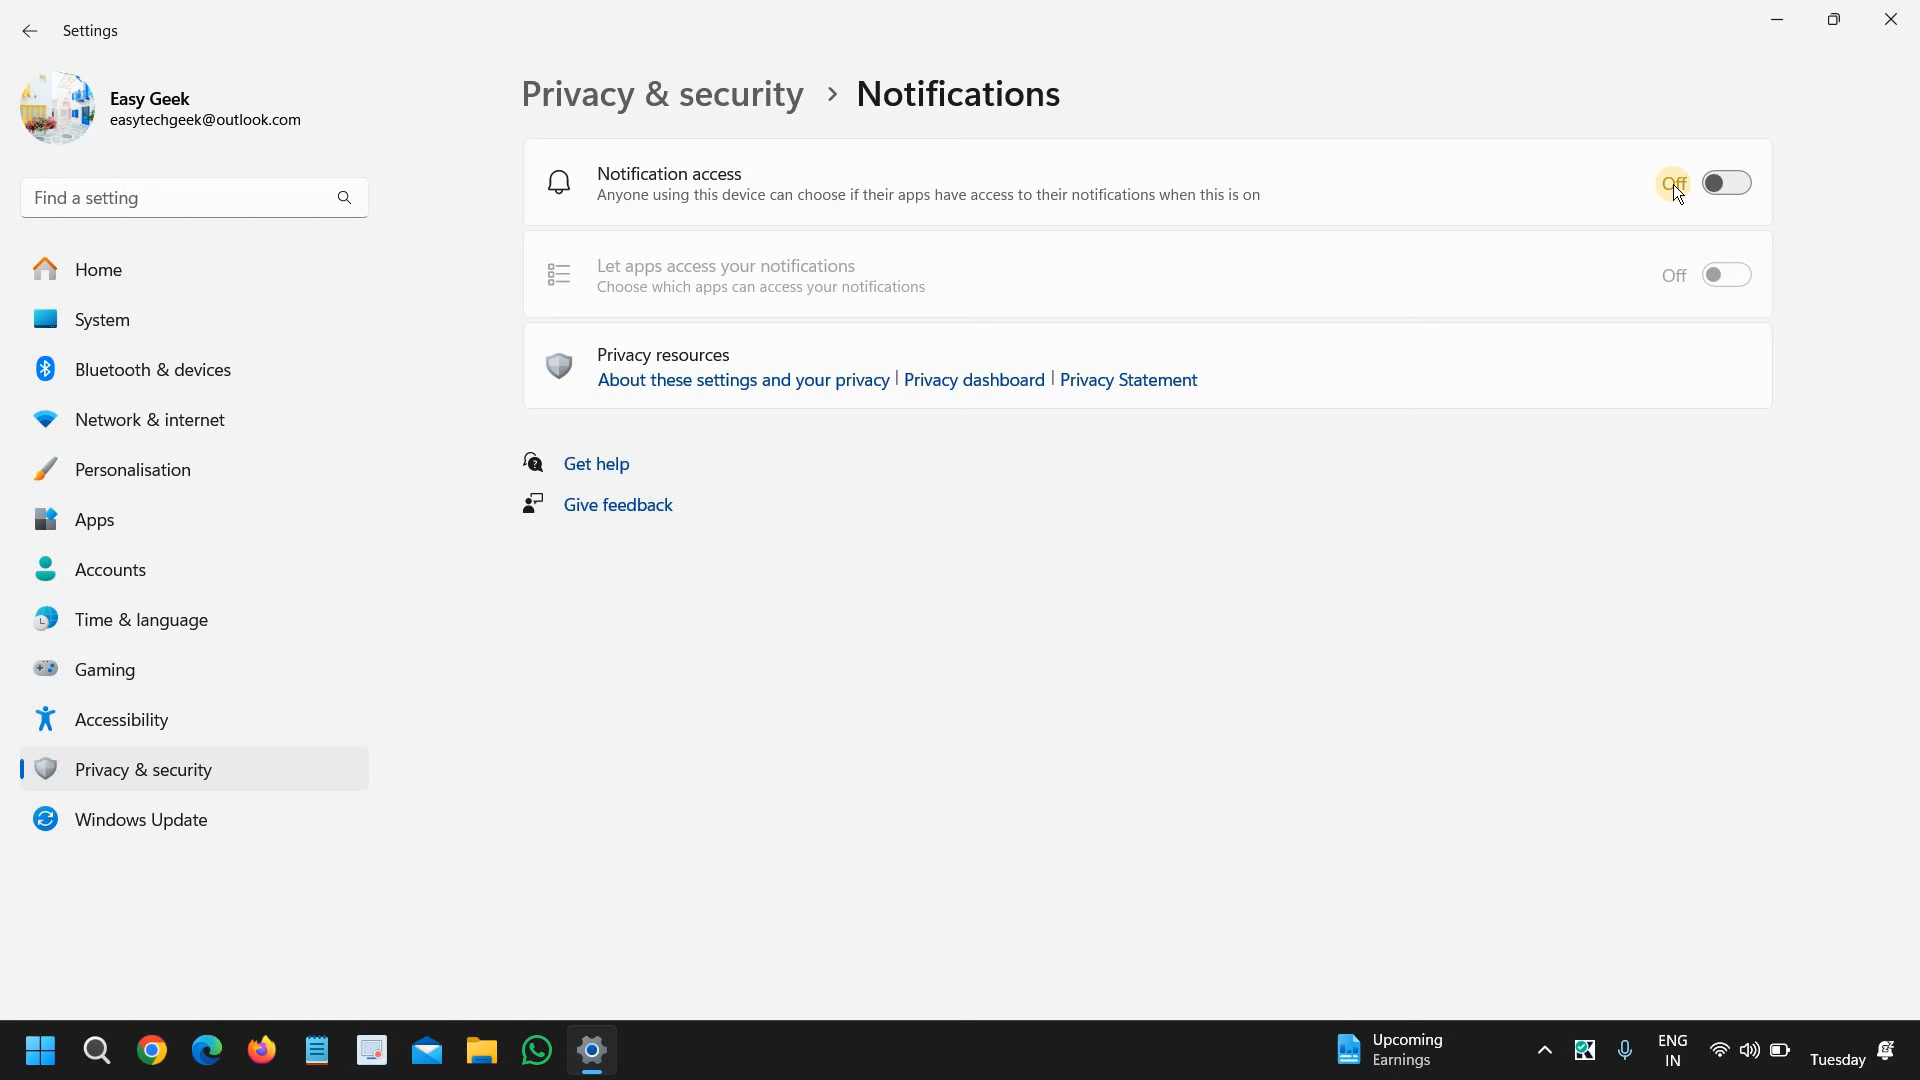 Settings
Easy Geek
easytechgeek@outlook.com
Find a setting
Home
System
Bluetooth & devices
Network & internet
Personalisation
Apps
Accounts
Time & language
Gaming
Accessibility
Privacy & security
Windows Update
Privacy & security > Notifications
Notification access
Anyone using this device can choose if their apps have access to their notifications when this is on
Off
Let apps access your notifications
Choose which apps can access your notifications
Off
Privacy resources
About these settings and your privacy | Privacy dashboard | Privacy Statement
Get help
Give feedback
Upcoming
Earnings
ENG
IN
Tuesday